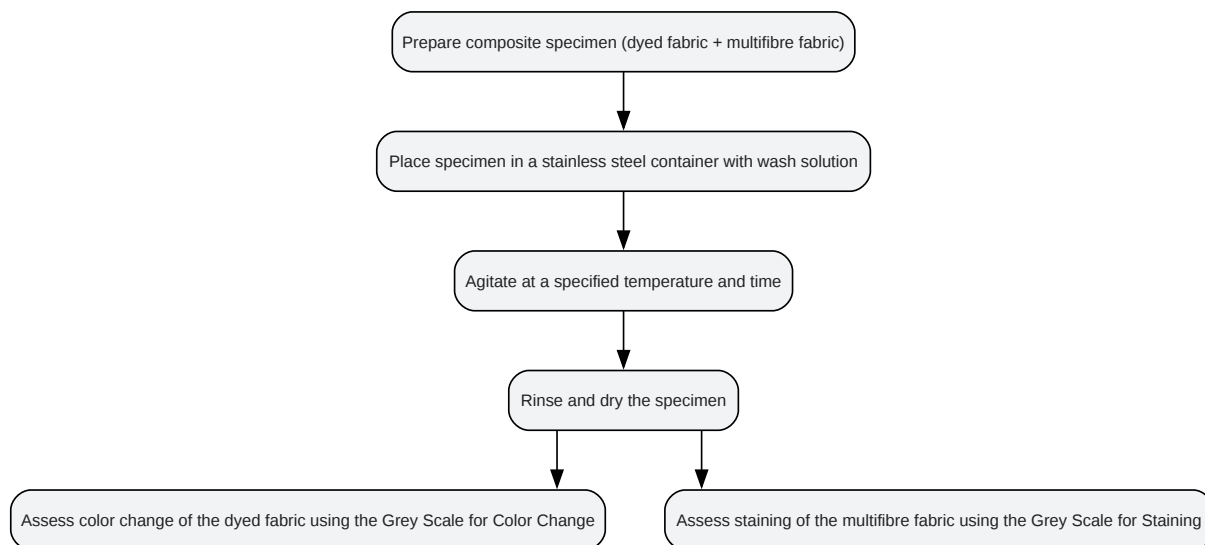 Prepare composite specimen (dyed fabric + multifibre fabric)
Place specimen in a stainless steel container with wash solution
Agitate at a specified temperature and time
Rinse and dry the specimen
Assess color change of the dyed fabric using the Grey Scale for Color Change
Assess staining of the multifibre fabric using the Grey Scale for Staining